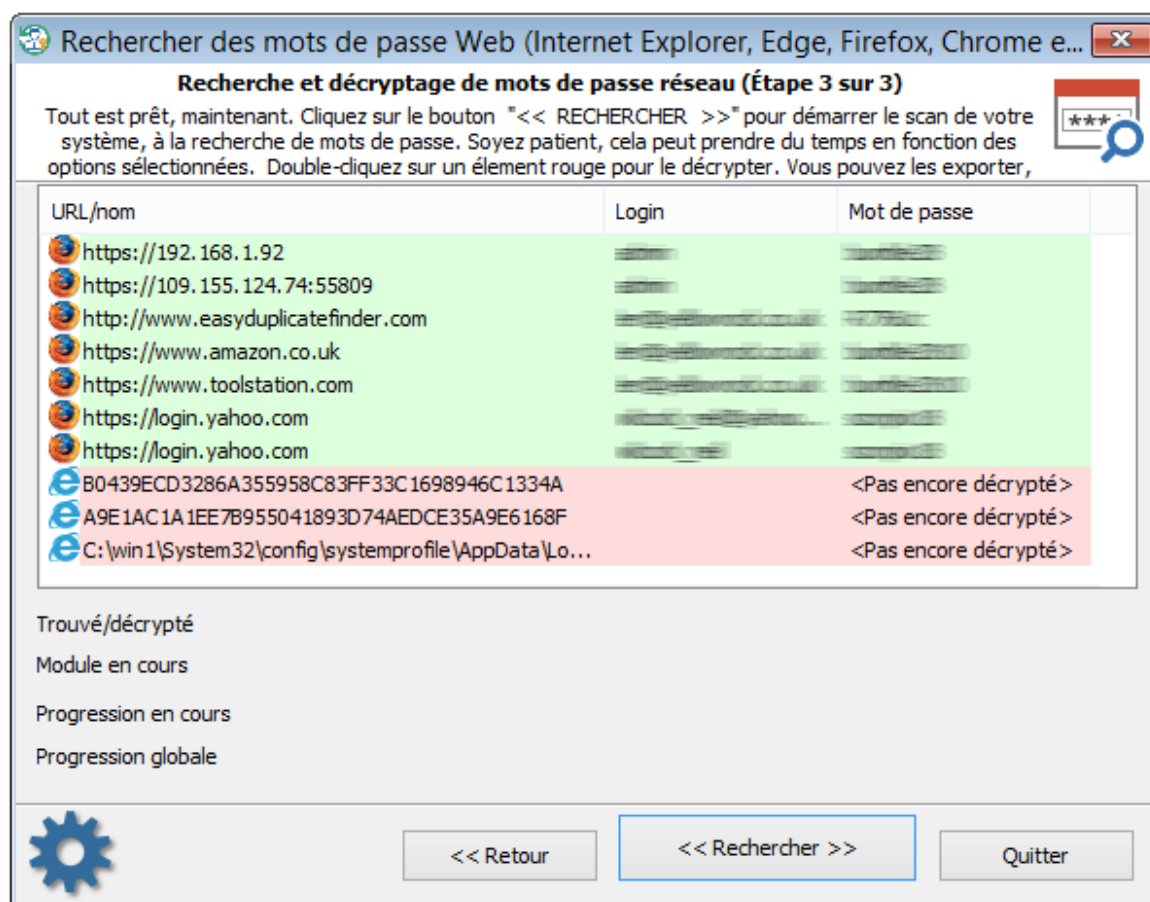 Rechercher des mots de passe Web (Internet Explorer, Edge, Firefox, Chrome e...
Recherche et décryptage de mots de passe réseau (Étape 3 sur 3)
Tout est prêt, maintenant. Cliquez sur le bouton "<< RECHERCHER >>" pour démarrer le scan de votre
système, à la recherche de mots de passe. Soyez patient, cela peut prendre du temps en fonction des
options sélectionnées. Double-cliquez sur un élement rouge pour le décrypter. Vous pouvez les exporter,
URL/nom Login Mot de passe
https://192.168.1.92
https://109.155.124.74:55809
http://www.easyduplicatefinder.com
https://www.amazon.co.uk
https://www.toolstation.com
https://login.yahoo.com
https://login.yahoo.com
B0439ECD3286A355958C83FF33C1698946C1334A <Pas encore décrypté>
A9E1AC1A1EE7B955041893D74AEDCE35A9E6168F <Pas encore décrypté>
C:\win1\System32\config\systemprofile\AppData\Lo... <Pas encore décrypté>
Trouvé/décrypté
Module en cours
Progression en cours
Progression globale
<< Retour << Rechercher >> Quitter